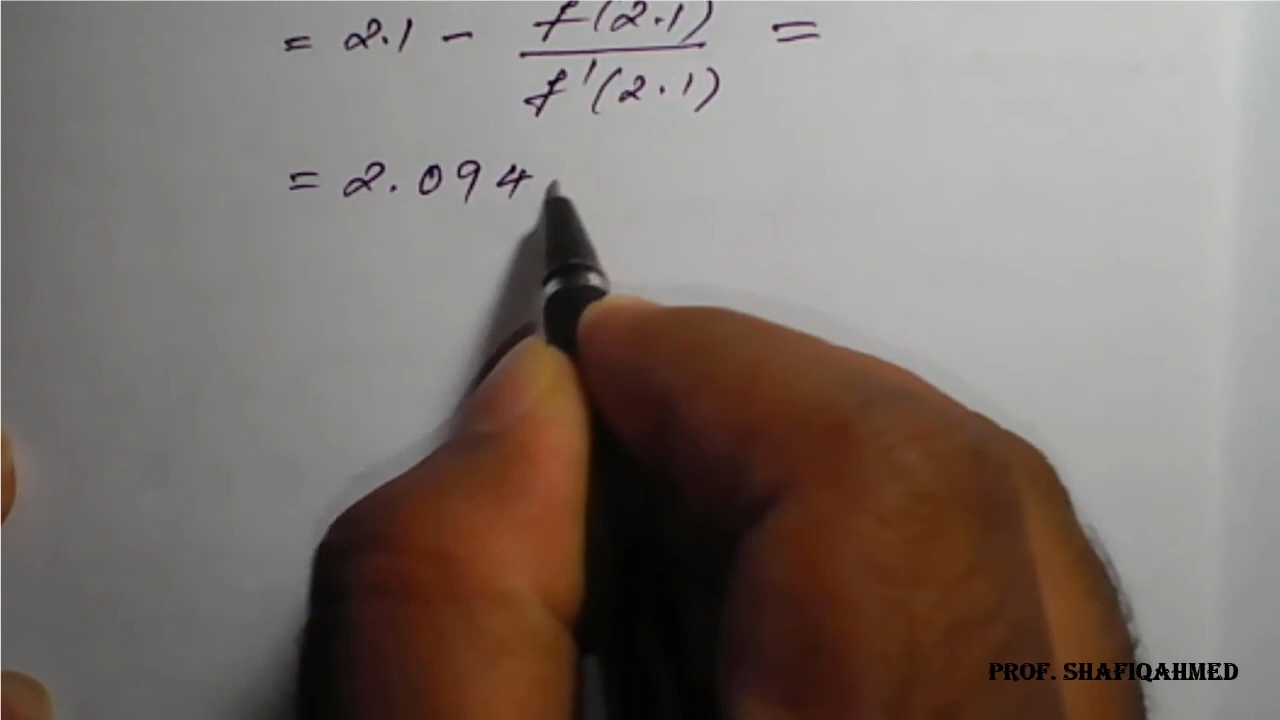 = 2.1 - f(2.1) / f'(2.1) =
= 2.094
PROF. SHAFIQAHMED